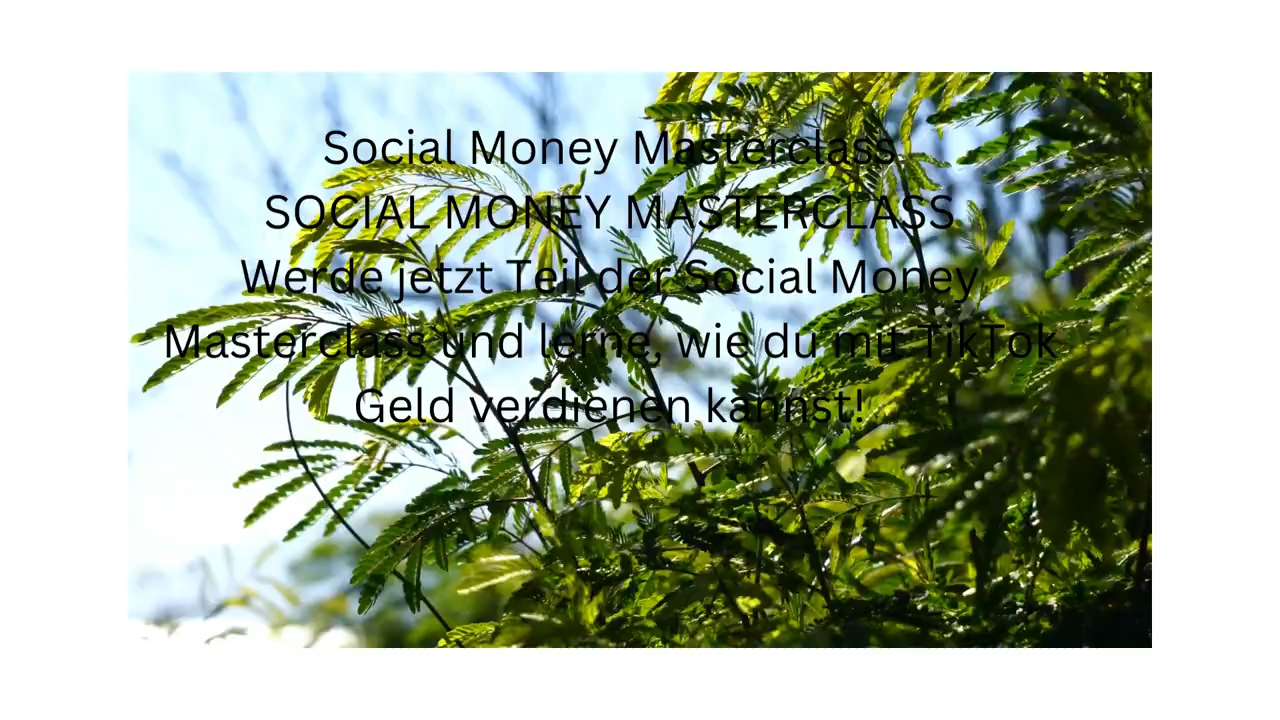 Social Money Masterclass
SOCIAL MONEY MASTERCLASS
Werde jetzt Teil der Social Money
Masterclass und lerne, wie du mit TikTok
Geld verdienen kannst!